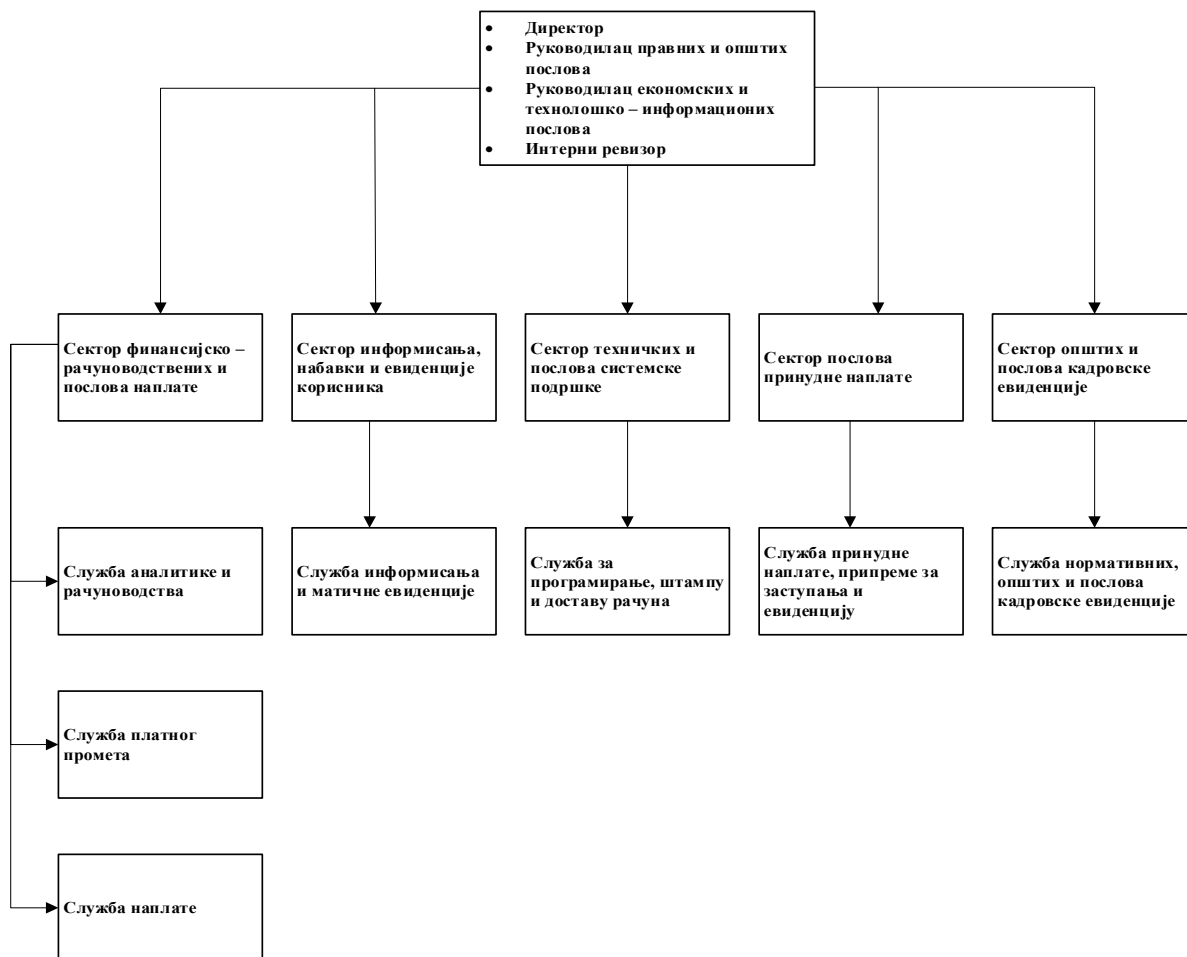 Директор
Руководилац правних и општих
послова
Руководилац економских и
технолошко – информационих
послова
Интерни ревизор
Сектор финансијско –
рачуноводствених и
послова наплате
Сектор информисања,
набавки и евиденције
корисника
Сектор техничких и
послова системске
подршке
Сектор послова
принудне наплате
Сектор општих и
послова кадровске
евиденције
Служба аналитике и
рачуноводства
Служба информисања
и матичне евиденције
Служба за
програмирање, штампу
и доставу рачуна
Служба принудне
наплате, припреме за
заступања и
евиденцију
Служба нормативних,
општих и послова
кадровске евиденције
Служба платног
промета
Служба наплате